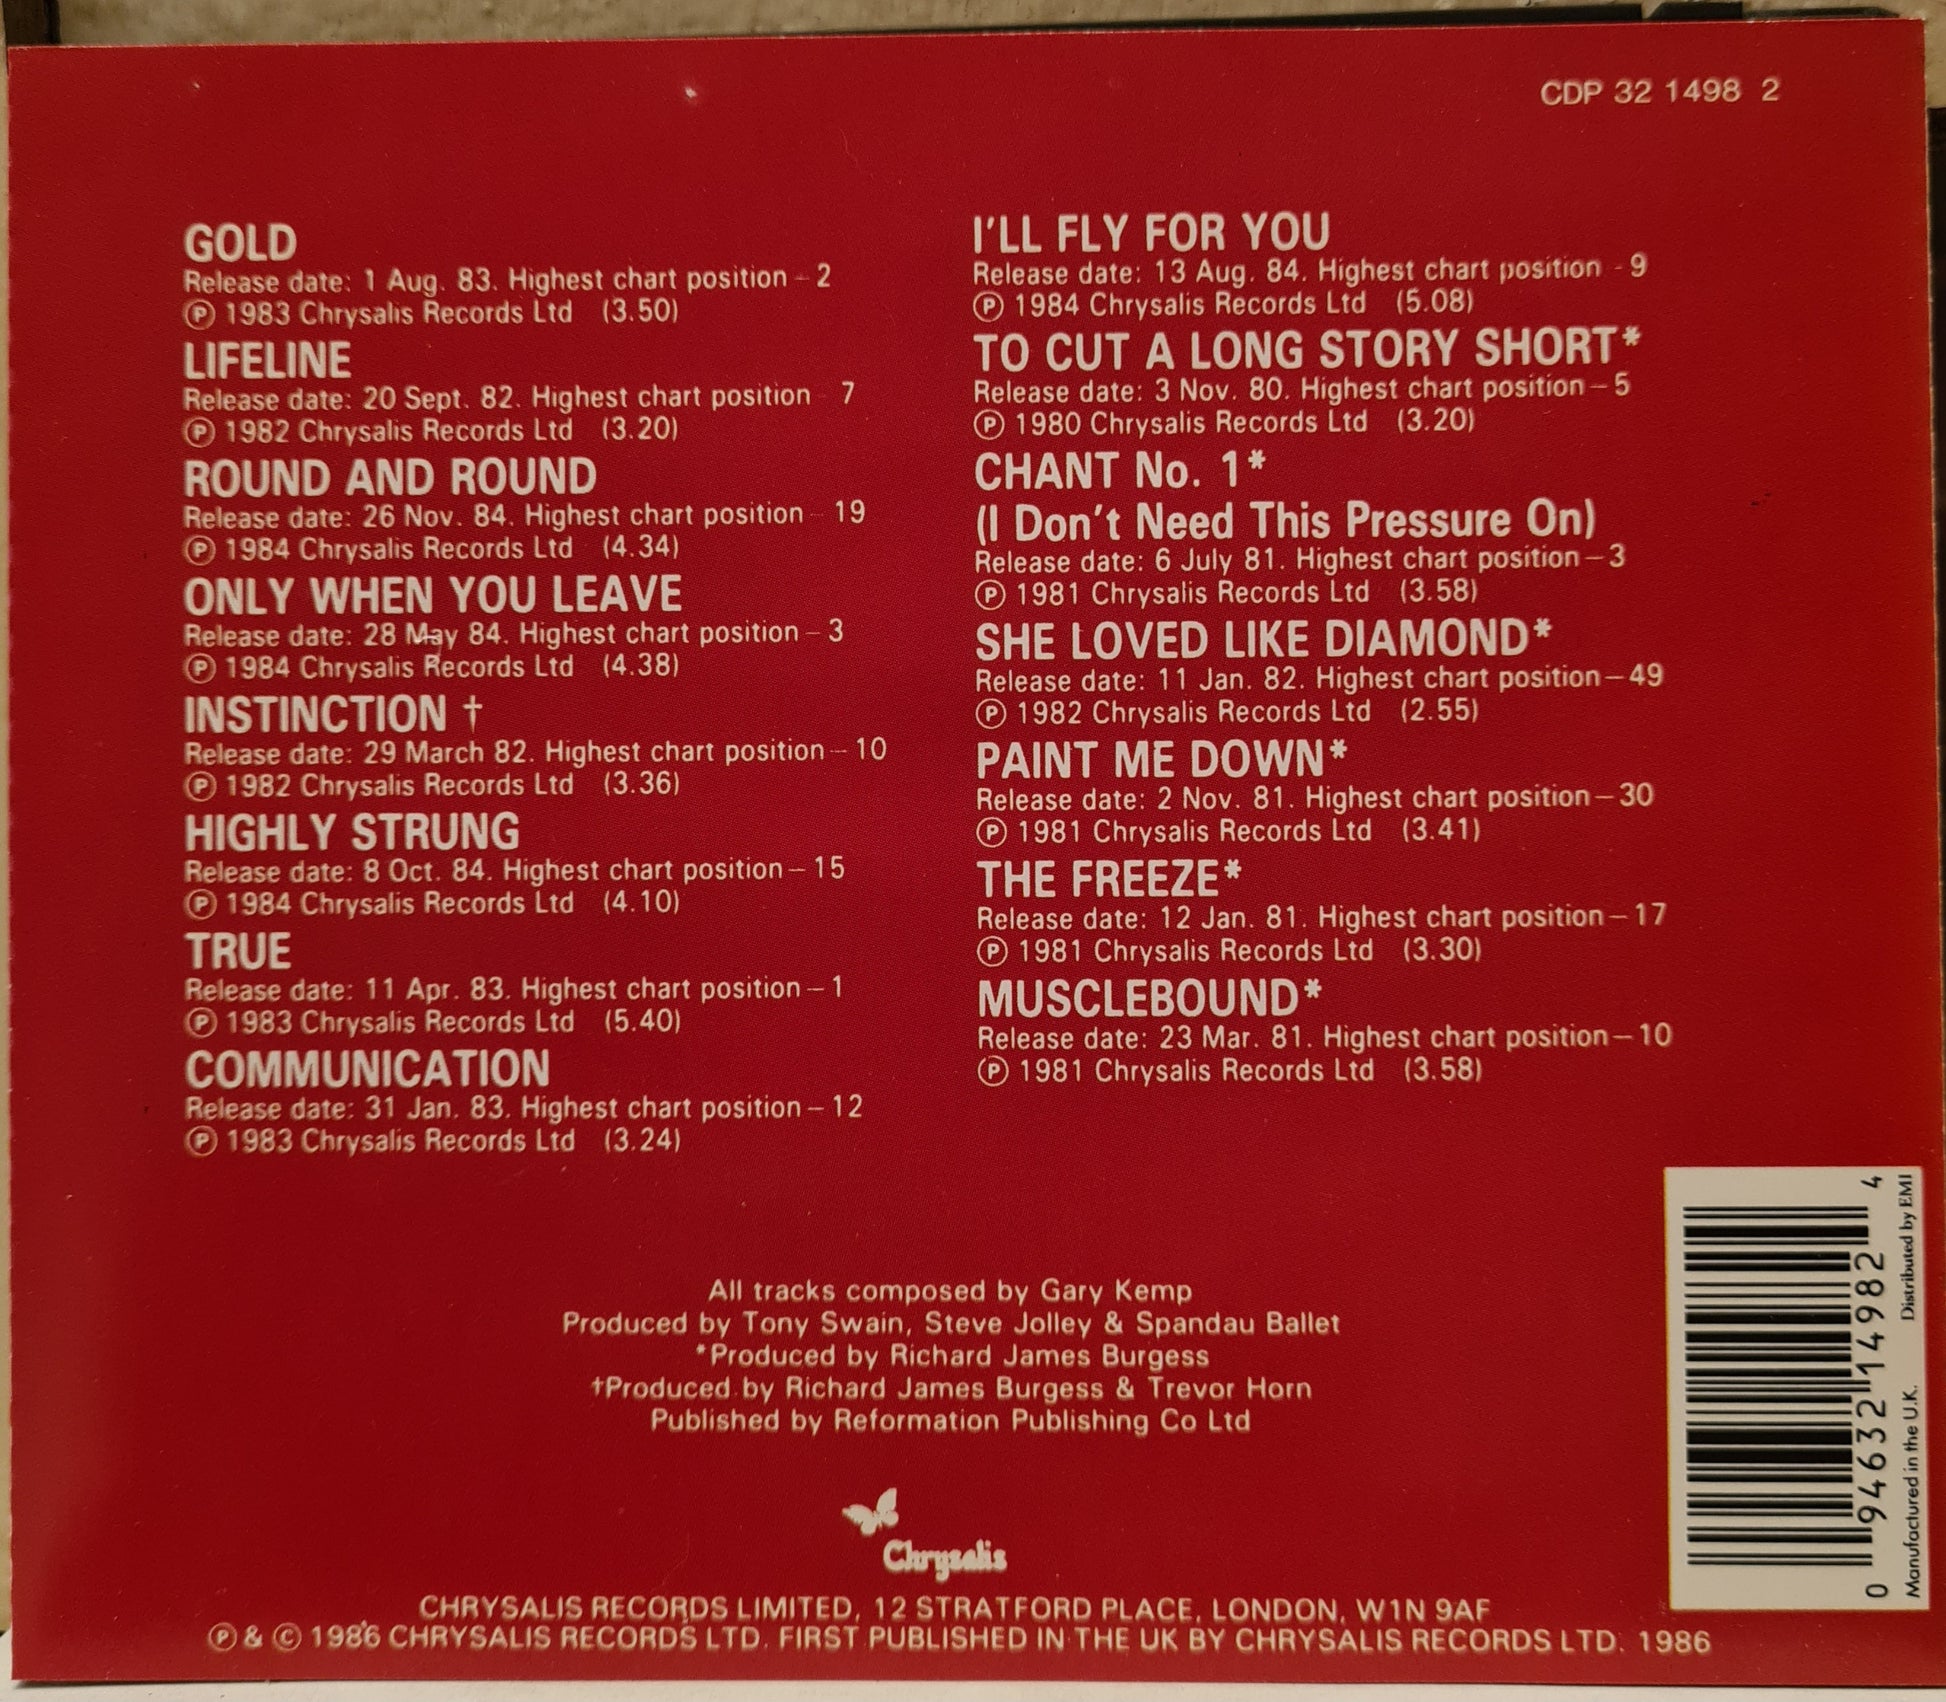 CDP 32 1498 2
GOLD
Release date: 1 Aug. 83. Highest chart position – 2
Ⓟ 1983 Chrysalis Records Ltd (3.50)
LIFELINE
Release date: 20 Sept. 82. Highest chart position – 7
Ⓟ 1982 Chrysalis Records Ltd (3.20)
ROUND AND ROUND
Release date: 26 Nov. 84. Highest chart position – 19
Ⓟ 1984 Chrysalis Records Ltd (4.34)
ONLY WHEN YOU LEAVE
Release date: 28 May 84. Highest chart position – 3
Ⓟ 1984 Chrysalis Records Ltd (4.38)
INSTINCTION †
Release date: 29 March 82. Highest chart position – 10
Ⓟ 1982 Chrysalis Records Ltd (3.36)
HIGHLY STRUNG
Release date: 8 Oct. 84. Highest chart position – 15
Ⓟ 1984 Chrysalis Records Ltd (4.10)
TRUE
Release date: 11 Apr. 83. Highest chart position – 1
Ⓟ 1983 Chrysalis Records Ltd (5.40)
COMMUNICATION
Release date: 31 Jan. 83. Highest chart position – 12
Ⓟ 1983 Chrysalis Records Ltd (3.24)
I'LL FLY FOR YOU
Release date: 13 Aug. 84. Highest chart position - 9
Ⓟ 1984 Chrysalis Records Ltd (5.08)
TO CUT A LONG STORY SHORT*
Release date: 3 Nov. 80. Highest chart position – 5
Ⓟ 1980 Chrysalis Records Ltd (3.20)
CHANT No. 1*
(I Don't Need This Pressure On)
Release date: 6 July 81. Highest chart position – 3
Ⓟ 1981 Chrysalis Records Ltd (3.58)
SHE LOVED LIKE DIAMOND*
Release date: 11 Jan. 82. Highest chart position – 49
Ⓟ 1982 Chrysalis Records Ltd (2.55)
PAINT ME DOWN*
Release date: 2 Nov. 81. Highest chart position – 30
Ⓟ 1981 Chrysalis Records Ltd (3.41)
THE FREEZE*
Release date: 12 Jan. 81. Highest chart position – 17
Ⓟ 1981 Chrysalis Records Ltd (3.30)
MUSCLEBOUND*
Release date: 23 Mar. 81. Highest chart position – 10
Ⓟ 1981 Chrysalis Records Ltd (3.58)
All tracks composed by Gary Kemp
Produced by Tony Swain, Steve Jolley & Spandau Ballet
*Produced by Richard James Burgess
†Produced by Richard James Burgess & Trevor Horn
Published by Reformation Publishing Co Ltd
Chrysalis
CHRYSALIS RECORDS LIMITED, 12 STRATFORD PLACE, LONDON, W1N 9AF
Ⓟ & © 1986 CHRYSALIS RECORDS LTD. FIRST PUBLISHED IN THE UK BY CHRYSALIS RECORDS LTD. 1986
0 94632 14982 4
Manufactured in the U.K. Distributed by EMI